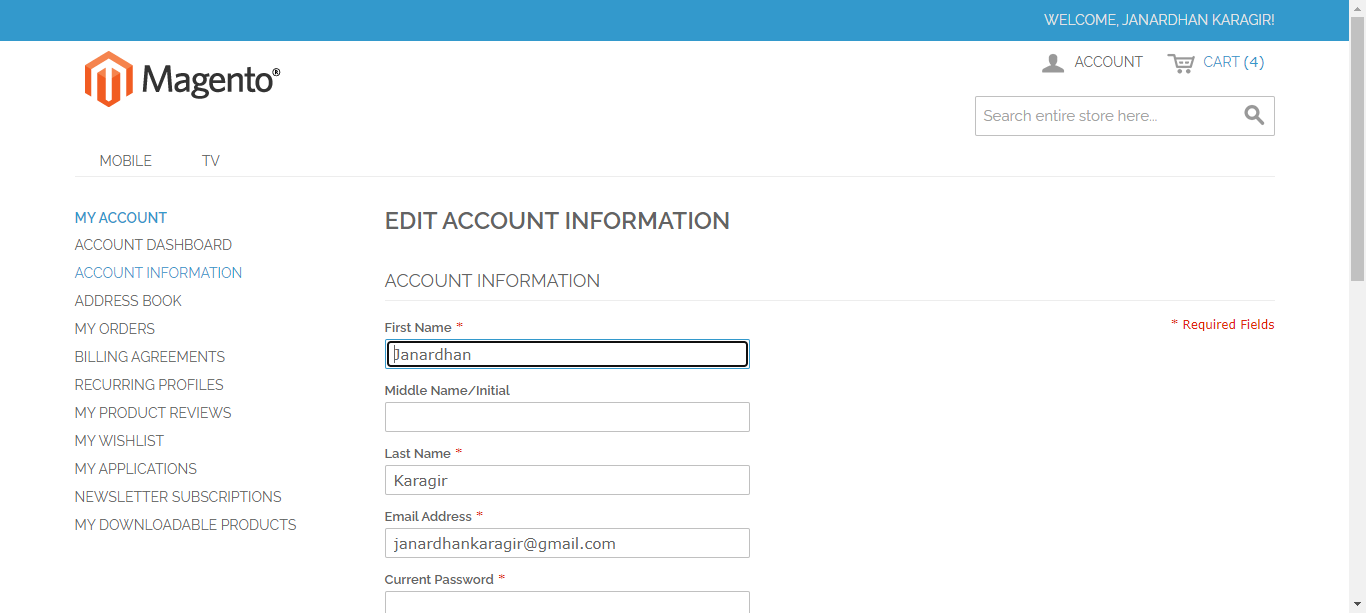 WELCOME, JANARDHAN KARAGIR!
Magento®
ACCOUNT CART (4)
Search entire store here...
MOBILE TV
MY ACCOUNT
ACCOUNT DASHBOARD
ACCOUNT INFORMATION
ADDRESS BOOK
MY ORDERS
BILLING AGREEMENTS
RECURRING PROFILES
MY PRODUCT REVIEWS
MY WISHLIST
MY APPLICATIONS
NEWSLETTER SUBSCRIPTIONS
MY DOWNLOADABLE PRODUCTS
EDIT ACCOUNT INFORMATION
ACCOUNT INFORMATION
* Required Fields
First Name *
Janardhan
Middle Name/Initial
Last Name *
Karagir
Email Address *
janardhankaragir@gmail.com
Current Password *